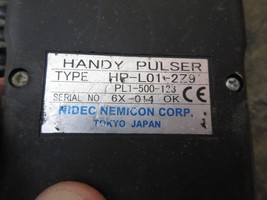 HANDY PULSER
TYPE HP-L01-2Z9
PL1-500-123
SERIAL NO 6X-014 OK CE
NIDEC NEMICON CORP.
TOKYO JAPAN